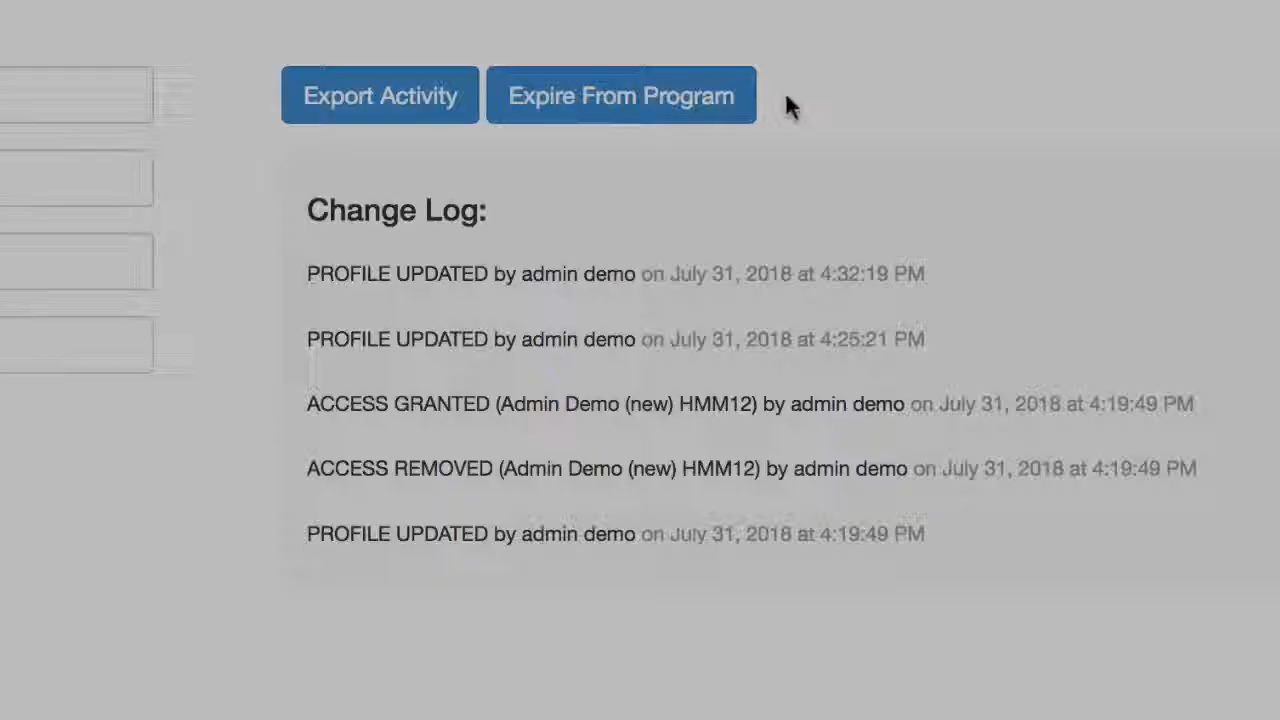 Export Activity Expire From Program
Change Log:
PROFILE UPDATED by admin demo on July 31, 2018 at 4:32:19 PM
PROFILE UPDATED by admin demo on July 31, 2018 at 4:25:21 PM
ACCESS GRANTED (Admin Demo (new) HMM12) by admin demo on July 31, 2018 at 4:19:49 PM
ACCESS REMOVED (Admin Demo (new) HMM12) by admin demo on July 31, 2018 at 4:19:49 PM
PROFILE UPDATED by admin demo on July 31, 2018 at 4:19:49 PM